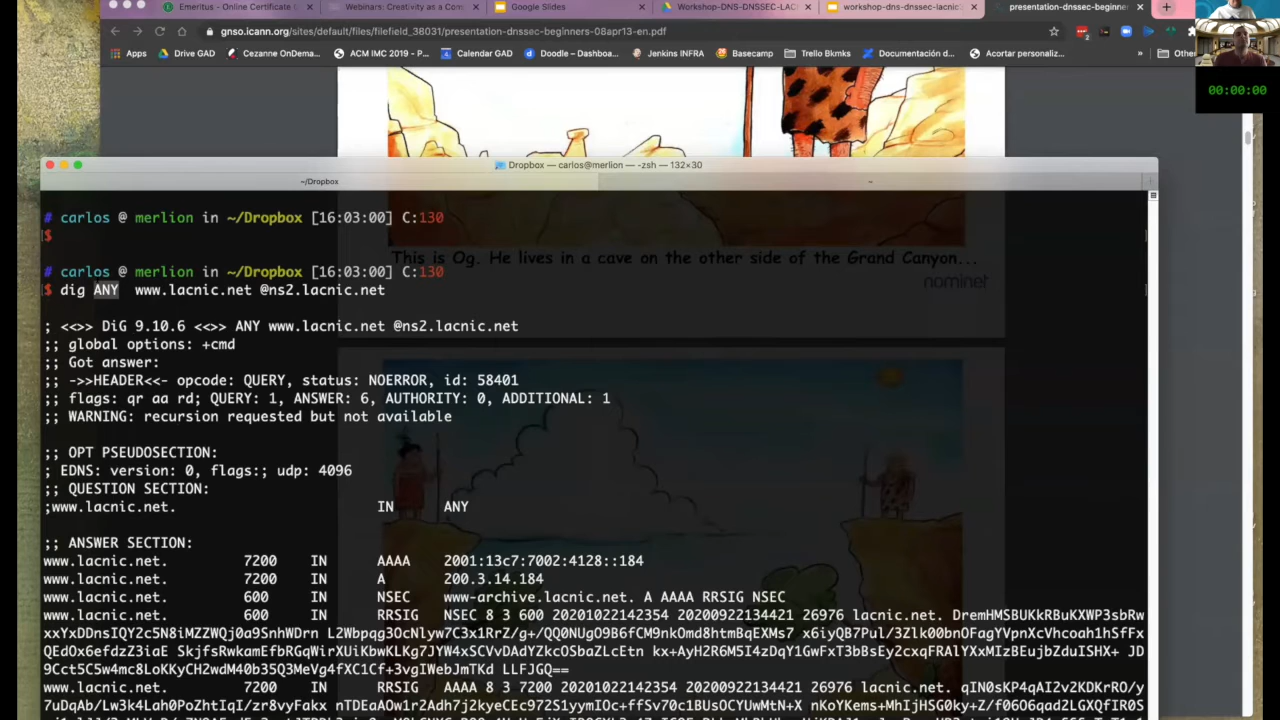 Emeritus - Online Certificate
Webinars: Creativity as a Com
Google Slides
Workshop-DNS-DNSSEC-LAC
workshop-dns-dnssec-lacnic
presentation-dnssec-beginner
gnso.icann.org/sites/default/files/filefield_38031/presentation-dnssec-beginners-08apr13-en.pdf
Apps
Drive GAD
Cezanne OnDema...
ACM IMC 2019 - P...
Calendar GAD
Doodle – Dashboa...
Jenkins INFRA
Basecamp
Trello Bkmks
Documentación d...
Acortar personaliz...
»
00:00:00
Dropbox — carlos@merlion — -zsh — 132×30
~/Dropbox
~
# carlos @ merlion in ~/Dropbox [16:03:00] C:130
$
This is Og. He lives in a cave on the other side of the Grand Canyon...
nominet
# carlos @ merlion in ~/Dropbox [16:03:00] C:130
$ dig ANY  www.lacnic.net @ns2.lacnic.net
; <<>> DiG 9.10.6 <<>> ANY www.lacnic.net @ns2.lacnic.net
;; global options: +cmd
;; Got answer:
;; ->>HEADER<<- opcode: QUERY, status: NOERROR, id: 58401
;; flags: qr aa rd; QUERY: 1, ANSWER: 6, AUTHORITY: 0, ADDITIONAL: 1
;; WARNING: recursion requested but not available
;; OPT PSEUDOSECTION:
; EDNS: version: 0, flags:; udp: 4096
;; QUESTION SECTION:
;www.lacnic.net. IN ANY
;; ANSWER SECTION:
www.lacnic.net. 7200 IN AAAA 2001:13c7:7002:4128::184
www.lacnic.net. 7200 IN A 200.3.14.184
www.lacnic.net. 600 IN NSEC www-archive.lacnic.net. A AAAA RRSIG NSEC
www.lacnic.net. 600 IN RRSIG NSEC 8 3 600 20201022142354 20200922134421 26976 lacnic.net. DremHMSBUKkRBuKXWP3sbRw
www.lacnic.net. 7200 IN RRSIG AAAA 8 3 7200 20201022142354 20200922134421 26976 lacnic.net.